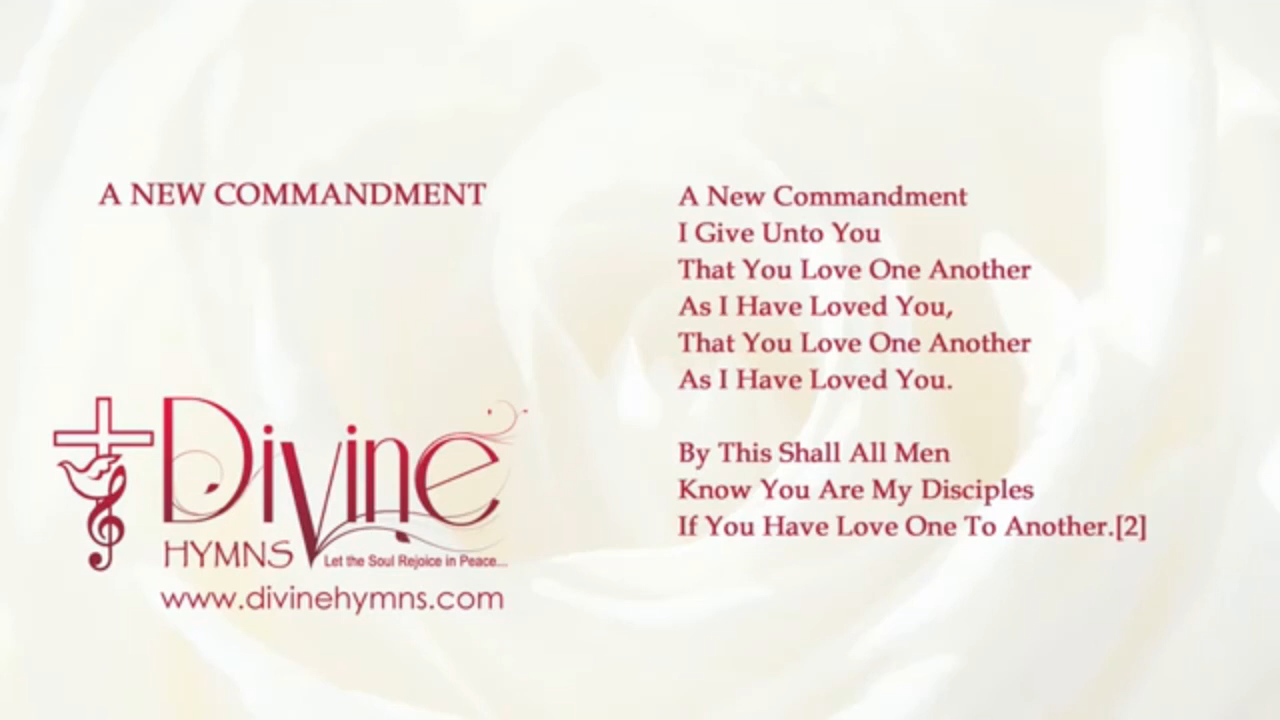 A NEW COMMANDMENT
A New Commandment
I Give Unto You
That You Love One Another
As I Have Loved You,
That You Love One Another
As I Have Loved You.
By This Shall All Men
Know You Are My Disciples
If You Have Love One To Another.[2]
Divine
HYMNS
Let the Soul Rejoice in Peace...
www.divinehymns.com